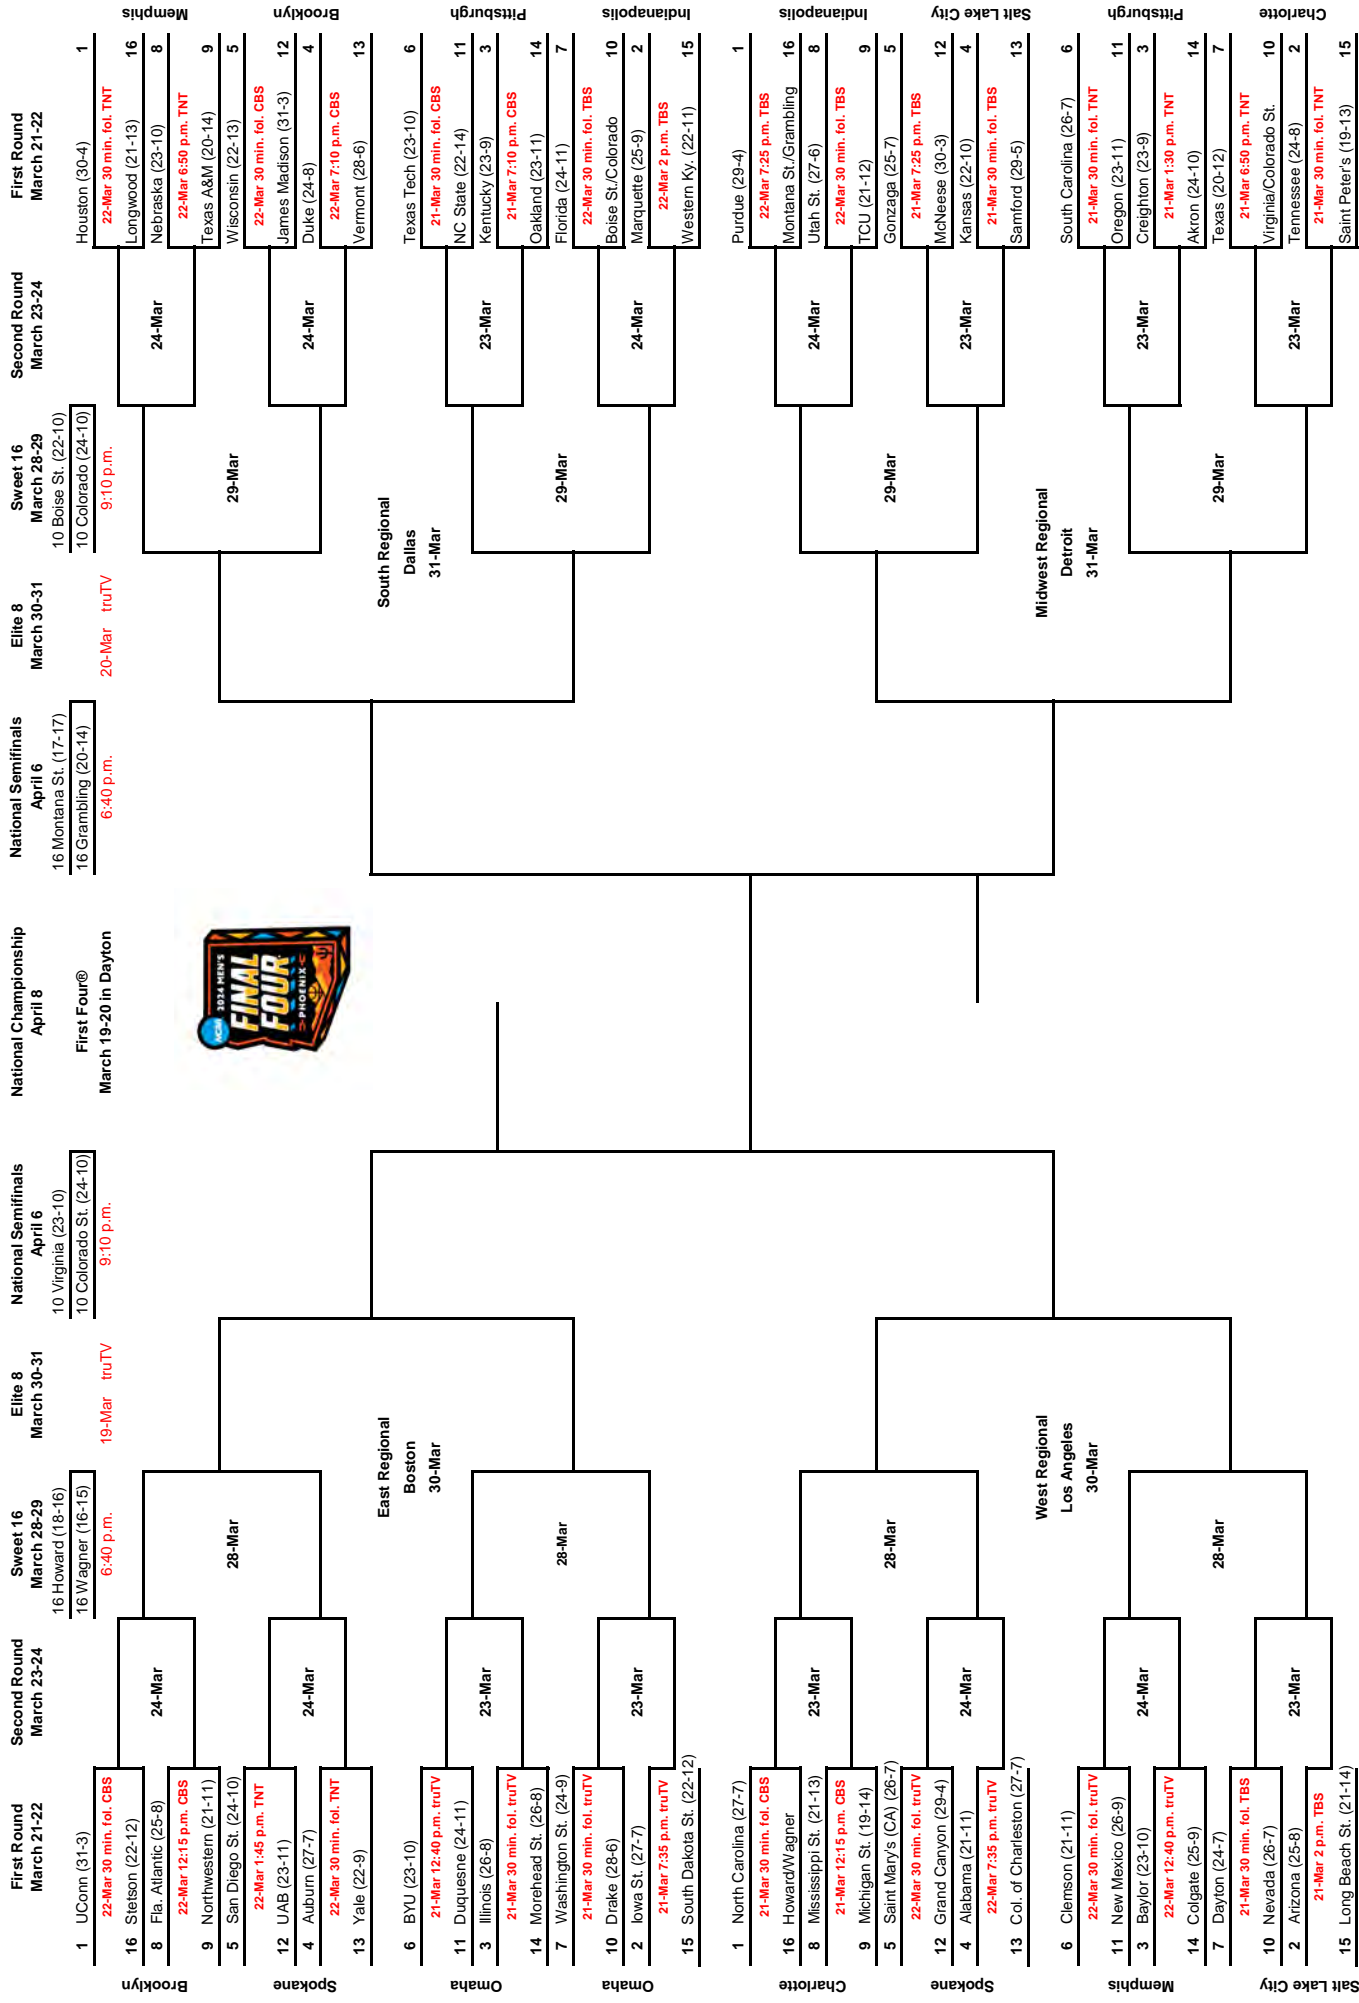 First Round
March 21-22
Second Round
March 23-24
Sweet 16
March 28-29
Elite 8
March 30-31
National Semifinals
April 6
National Championship
April 8
National Semifinals
April 6
Elite 8
March 30-31
Sweet 16
March 28-29
Second Round
March 23-24
First Round
March 21-22
16 Howard (18-16)
16 Wagner (16-15)
6:40 p.m.
19-Mar truTV
10 Virginia (23-10)
10 Colorado St. (24-10)
9:10 p.m.
First Four®
March 19-20 in Dayton
16 Montana St. (17-17)
16 Grambling (20-14)
6:40 p.m.
20-Mar truTV
10 Boise St. (22-10)
10 Colorado (24-10)
9:10 p.m.
NCAA
2024 MEN'S
FINAL
FOUR
PHOENIX
Brooklyn
1 UConn (31-3)
22-Mar 30 min. fol. CBS
16 Stetson (22-12)
8 Fla. Atlantic (25-8)
22-Mar 12:15 p.m. CBS
9 Northwestern (21-11)
24-Mar
Spokane
5 San Diego St. (24-10)
22-Mar 1:45 p.m. TNT
12 UAB (23-11)
4 Auburn (27-7)
22-Mar 30 min. fol. TNT
13 Yale (22-9)
24-Mar
28-Mar
East Regional
Boston
30-Mar
Omaha
6 BYU (23-10)
21-Mar 12:40 p.m. truTV
11 Duquesne (24-11)
3 Illinois (26-8)
21-Mar 30 min. fol. truTV
14 Morehead St. (26-8)
23-Mar
Omaha
7 Washington St. (24-9)
21-Mar 30 min. fol. truTV
10 Drake (28-6)
2 Iowa St. (27-7)
21-Mar 7:35 p.m. truTV
15 South Dakota St. (22-12)
23-Mar
28-Mar
Charlotte
1 North Carolina (27-7)
21-Mar 30 min. fol. CBS
16 Howard/Wagner
8 Mississippi St. (21-13)
21-Mar 12:15 p.m. CBS
9 Michigan St. (19-14)
23-Mar
Spokane
5 Saint Mary's (CA) (26-7)
22-Mar 30 min. fol. truTV
12 Grand Canyon (29-4)
4 Alabama (21-11)
22-Mar 7:35 p.m. truTV
13 Col. of Charleston (27-7)
24-Mar
28-Mar
West Regional
Los Angeles
30-Mar
Memphis
6 Clemson (21-11)
22-Mar 30 min. fol. truTV
11 New Mexico (26-9)
3 Baylor (23-10)
22-Mar 12:40 p.m. truTV
14 Colgate (25-9)
24-Mar
Salt Lake City
7 Dayton (24-7)
21-Mar 30 min. fol. TBS
10 Nevada (26-7)
2 Arizona (25-8)
21-Mar 2 p.m. TBS
15 Long Beach St. (21-14)
23-Mar
28-Mar
Memphis
Houston (30-4) 1
22-Mar 30 min. fol. TNT
Longwood (21-13) 16
Nebraska (23-10) 8
22-Mar 6:50 p.m. TNT
Texas A&M (20-14) 9
24-Mar
Brooklyn
Wisconsin (22-13) 5
22-Mar 30 min. fol. CBS
James Madison (31-3) 12
Duke (24-8) 4
22-Mar 7:10 p.m. CBS
Vermont (28-6) 13
24-Mar
29-Mar
South Regional
Dallas
31-Mar
Pittsburgh
Texas Tech (23-10) 6
21-Mar 30 min. fol. CBS
NC State (22-14) 11
Kentucky (23-9) 3
21-Mar 7:10 p.m. CBS
Oakland (23-11) 14
23-Mar
Indianapolis
Florida (24-11) 7
22-Mar 30 min. fol. TBS
Boise St./Colorado 10
Marquette (25-9) 2
22-Mar 2 p.m. TBS
Western Ky. (22-11) 15
24-Mar
29-Mar
Indianapolis
Purdue (29-4) 1
22-Mar 7:25 p.m. TBS
Montana St./Grambling 16
Utah St. (27-6) 8
22-Mar 30 min. fol. TBS
TCU (21-12) 9
24-Mar
Salt Lake City
Gonzaga (25-7) 5
21-Mar 7:25 p.m. TBS
McNeese (30-3) 12
Kansas (22-10) 4
21-Mar 30 min. fol. TBS
Samford (29-5) 13
23-Mar
29-Mar
Midwest Regional
Detroit
31-Mar
Pittsburgh
South Carolina (26-7) 6
21-Mar 30 min. fol. TNT
Oregon (23-11) 11
Creighton (23-9) 3
21-Mar 1:30 p.m. TNT
Akron (24-10) 14
23-Mar
Charlotte
Texas (20-12) 7
21-Mar 6:50 p.m. TNT
Virginia/Colorado St. 10
Tennessee (24-8) 2
21-Mar 30 min. fol. TNT
Saint Peter's (19-13) 15
23-Mar
29-Mar